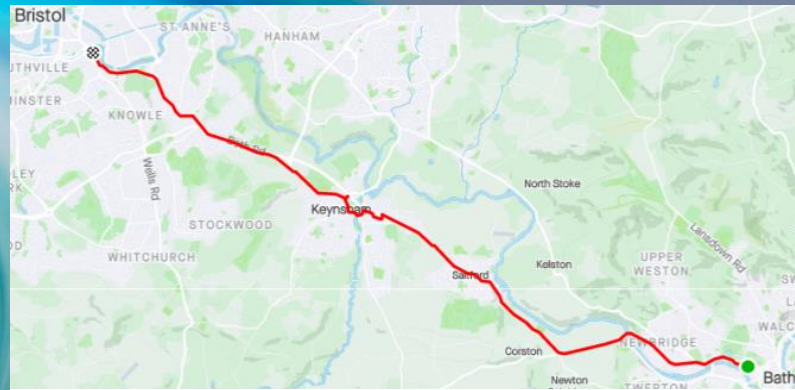 Bristol
ST ANNE'S
HANHAM
UTHVILLE
MINSTER
KNOWLE
Wells Rd
Bath Rd
North Stoke
Keynsham
STOCKWOOD
Lansdown Rd
WHITCHURCH
Saltford
Kelston
UPPER
WESTON
SW
L
WALC
Corston
NEWBRIDGE
Bath
Newton
TWERTON